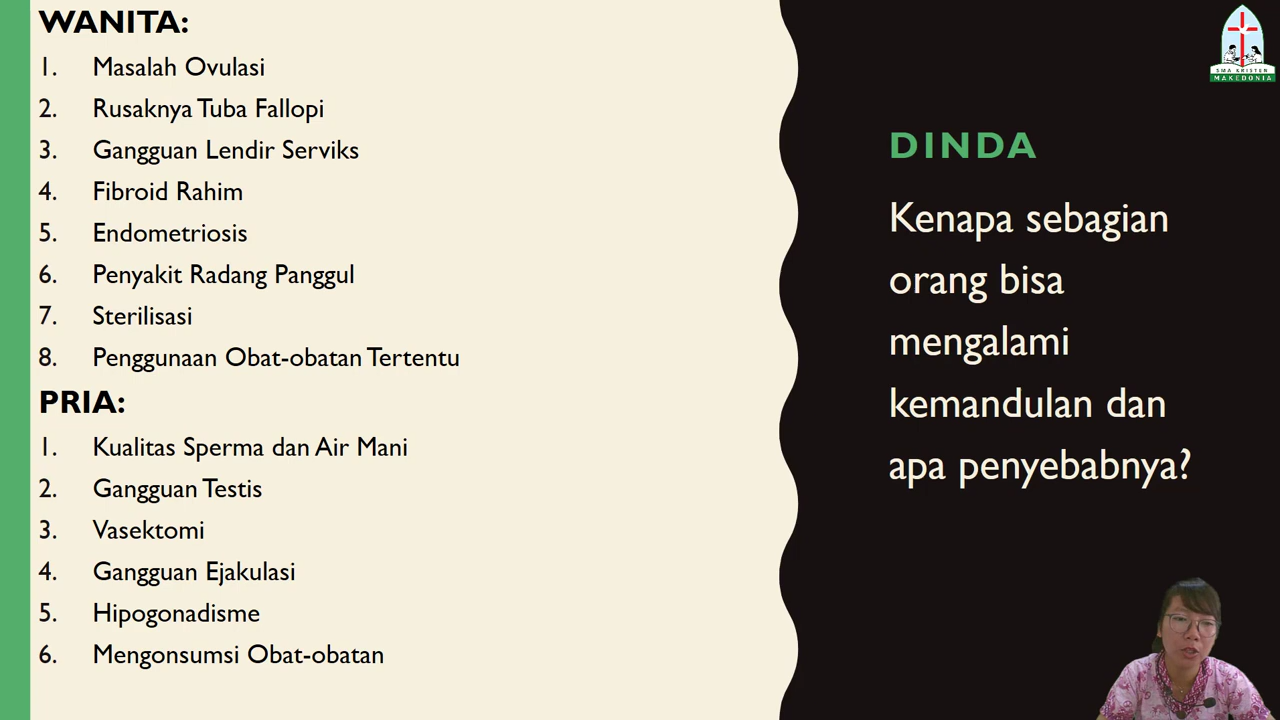 WANITA:
1. Masalah Ovulasi
2. Rusaknya Tuba Fallopi
3. Gangguan Lendir Serviks
4. Fibroid Rahim
5. Endometriosis
6. Penyakit Radang Panggul
7. Sterilisasi
8. Penggunaan Obat-obatan Tertentu
PRIA:
1. Kualitas Sperma dan Air Mani
2. Gangguan Testis
3. Vasektomi
4. Gangguan Ejakulasi
5. Hipogonadisme
6. Mengonsumsi Obat-obatan
SMA KRISTEN
MAKEDONIA
DINDA
Kenapa sebagian
orang bisa
mengalami
kemandulan dan
apa penyebabnya?